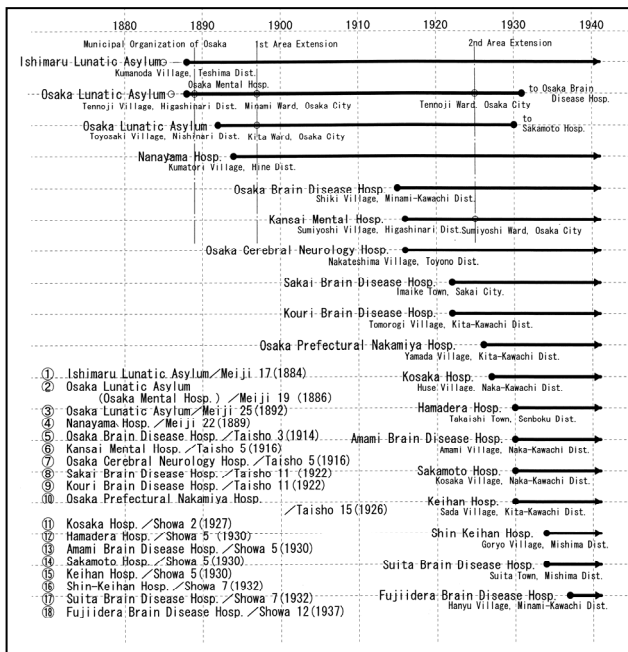 1880 1890 1900 1910 1920 1930 1940
Municipal Organization of Osaka 1st Area Extension 2nd Area Extension
Ishimaru Lunatic Asylum
Kumanoda Village, Teshima Dist.
Osaka Mental Hosp.
Osaka Lunatic Asylum
to Osaka Brain
Disease Hosp.
Tennoji Village, Higashinari Dist. Minami Ward, Osaka City Tennoji Ward, Osaka City
Osaka Lunatic Asylum
to
Sakamoto Hosp.
Toyosaki Village, Nishinari Dist. Kita Ward, Osaka City
Nanayama Hosp.
Kumatori Village, Hine Dist.
Osaka Brain Disease Hosp.
Shiki Village, Minami-Kawachi Dist.
Kansai Mental Hosp.
Sumiyoshi Village, Higashinari Dist. Sumiyoshi Ward, Osaka City
Osaka Cerebral Neurology Hosp.
Nakateshima Village, Toyono Dist.
Sakai Brain Disease Hosp.
Imaike Town, Sakai City.
Kouri Brain Disease Hosp.
Tomorogi Village, Kita-Kawachi Dist.
Osaka Prefectural Nakamiya Hosp.
Yamada Village, Kita-Kawachi Dist.
Kosaka Hosp.
Huse Village, Naka-Kawachi Dist.
Hamadera Hosp.
Takaishi Town, Senboku Dist.
Amami Brain Disease Hosp.
Amami Village, Naka-Kawachi Dist.
Sakamoto Hosp.
Kosaka Village, Naka-Kawachi Dist.
Keihan Hosp.
Sada Village, Kita-Kawachi Dist.
Shin Keihan Hosp.
Goryo Village, Mishima Dist.
Suita Brain Disease Hosp.
Suita Town, Mishima Dist.
Fujiidera Brain Disease Hosp.
Hanyu Village, Minami-Kawachi Dist.
① Ishimaru Lunatic Asylum／Meiji 17(1884)
② Osaka Lunatic Asylum
(Osaka Mental Hosp.) ／Meiji 19 (1886)
③ Osaka Lunatic Asylum／Meiji 25(1892)
④ Nanayama Hosp.／Meiji 22(1889)
⑤ Osaka Brain Disease Hosp.／Taisho 3(1914)
⑥ Kansai Mental Hosp.／Taisho 5(1916)
⑦ Osaka Cerebral Neurology Hosp.／Taisho 5(1916)
⑧ Sakai Brain Disease Hosp.／Taisho 11 (1922)
⑨ Kouri Brain Disease Hosp.／Taisho 11(1922)
⑩ Osaka Prefectural Nakamiya Hosp.
／Taisho 15(1926)
⑪ Kosaka Hosp.／Showa 2(1927)
⑫ Hamadera Hosp.／Showa 5 (1930)
⑬ Amami Brain Disease Hosp.／Showa 5(1930)
⑭ Sakamoto Hosp.／Showa 5(1930)
⑮ Keihan Hosp.／Showa 5(1930)
⑯ Shin-Keihan Hosp.／Showa 7(1932)
⑰ Suita Brain Disease Hosp.／Showa 7(1932)
⑱ Fujiidera Brain Disease Hosp.／Showa 12(1937)